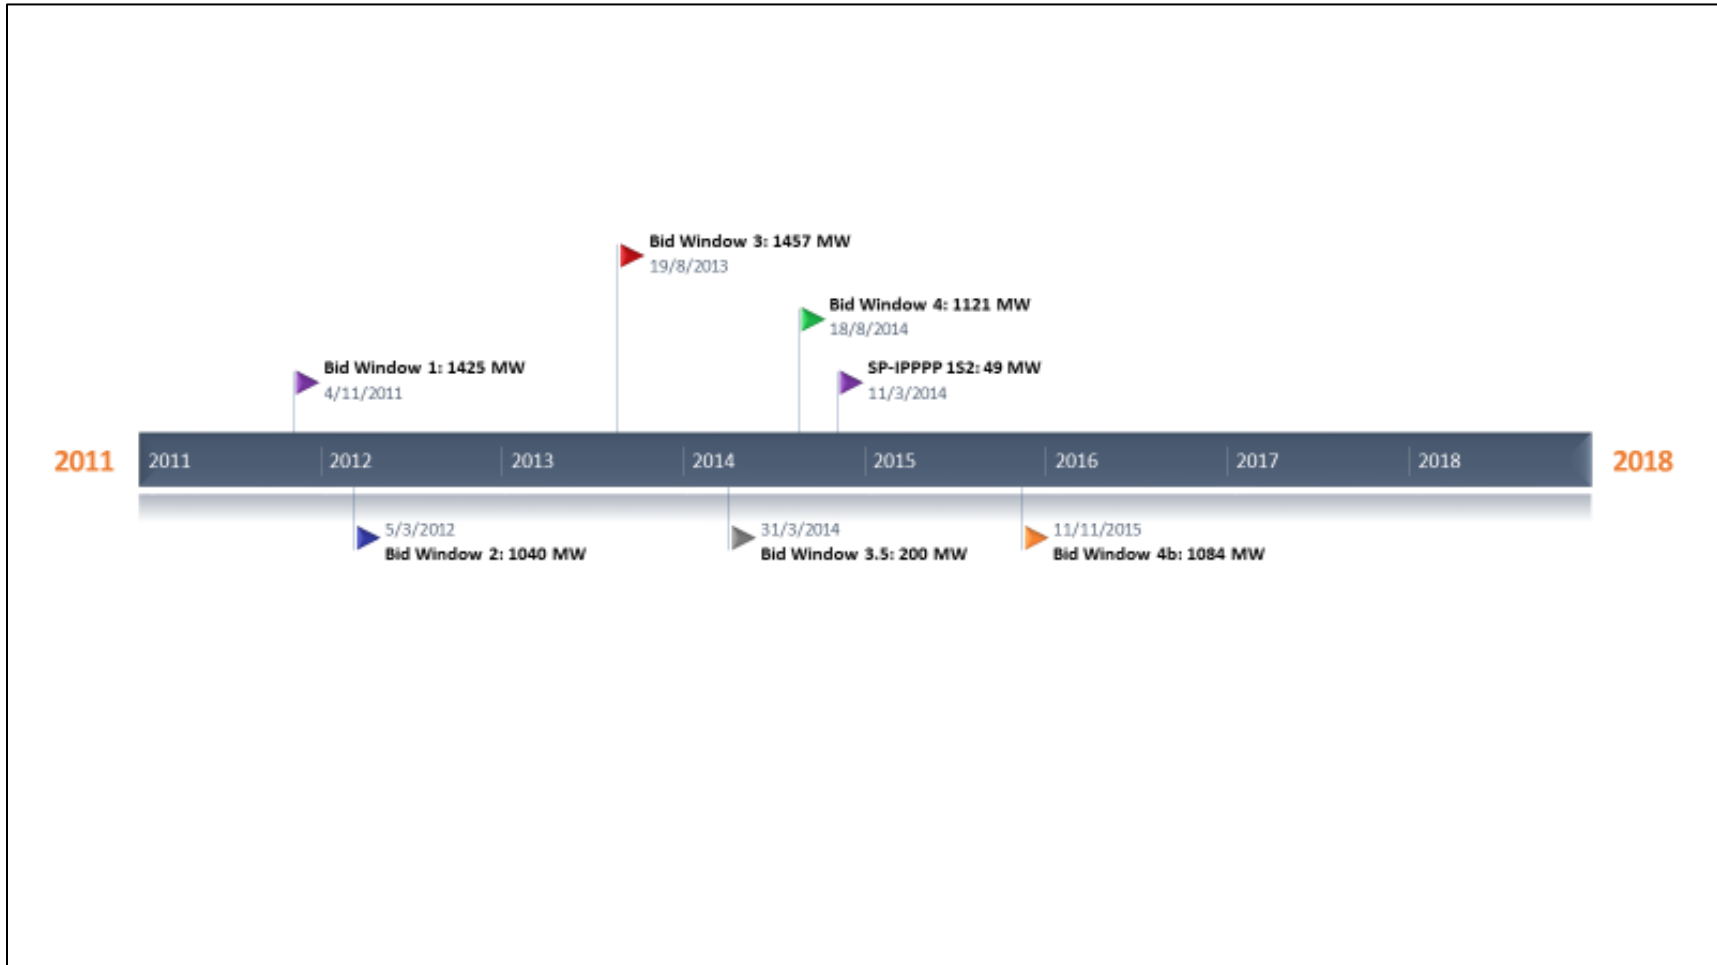 Bid Window 3: 1457 MW
19/8/2013
Bid Window 4: 1121 MW
18/8/2014
Bid Window 1: 1425 MW
4/11/2011
SP-IPPPP 1S2: 49 MW
11/3/2014
2011 2011 2012 2013 2014 2015 2016 2017 2018 2018
5/3/2012
Bid Window 2: 1040 MW
31/3/2014
Bid Window 3.5: 200 MW
11/11/2015
Bid Window 4b: 1084 MW